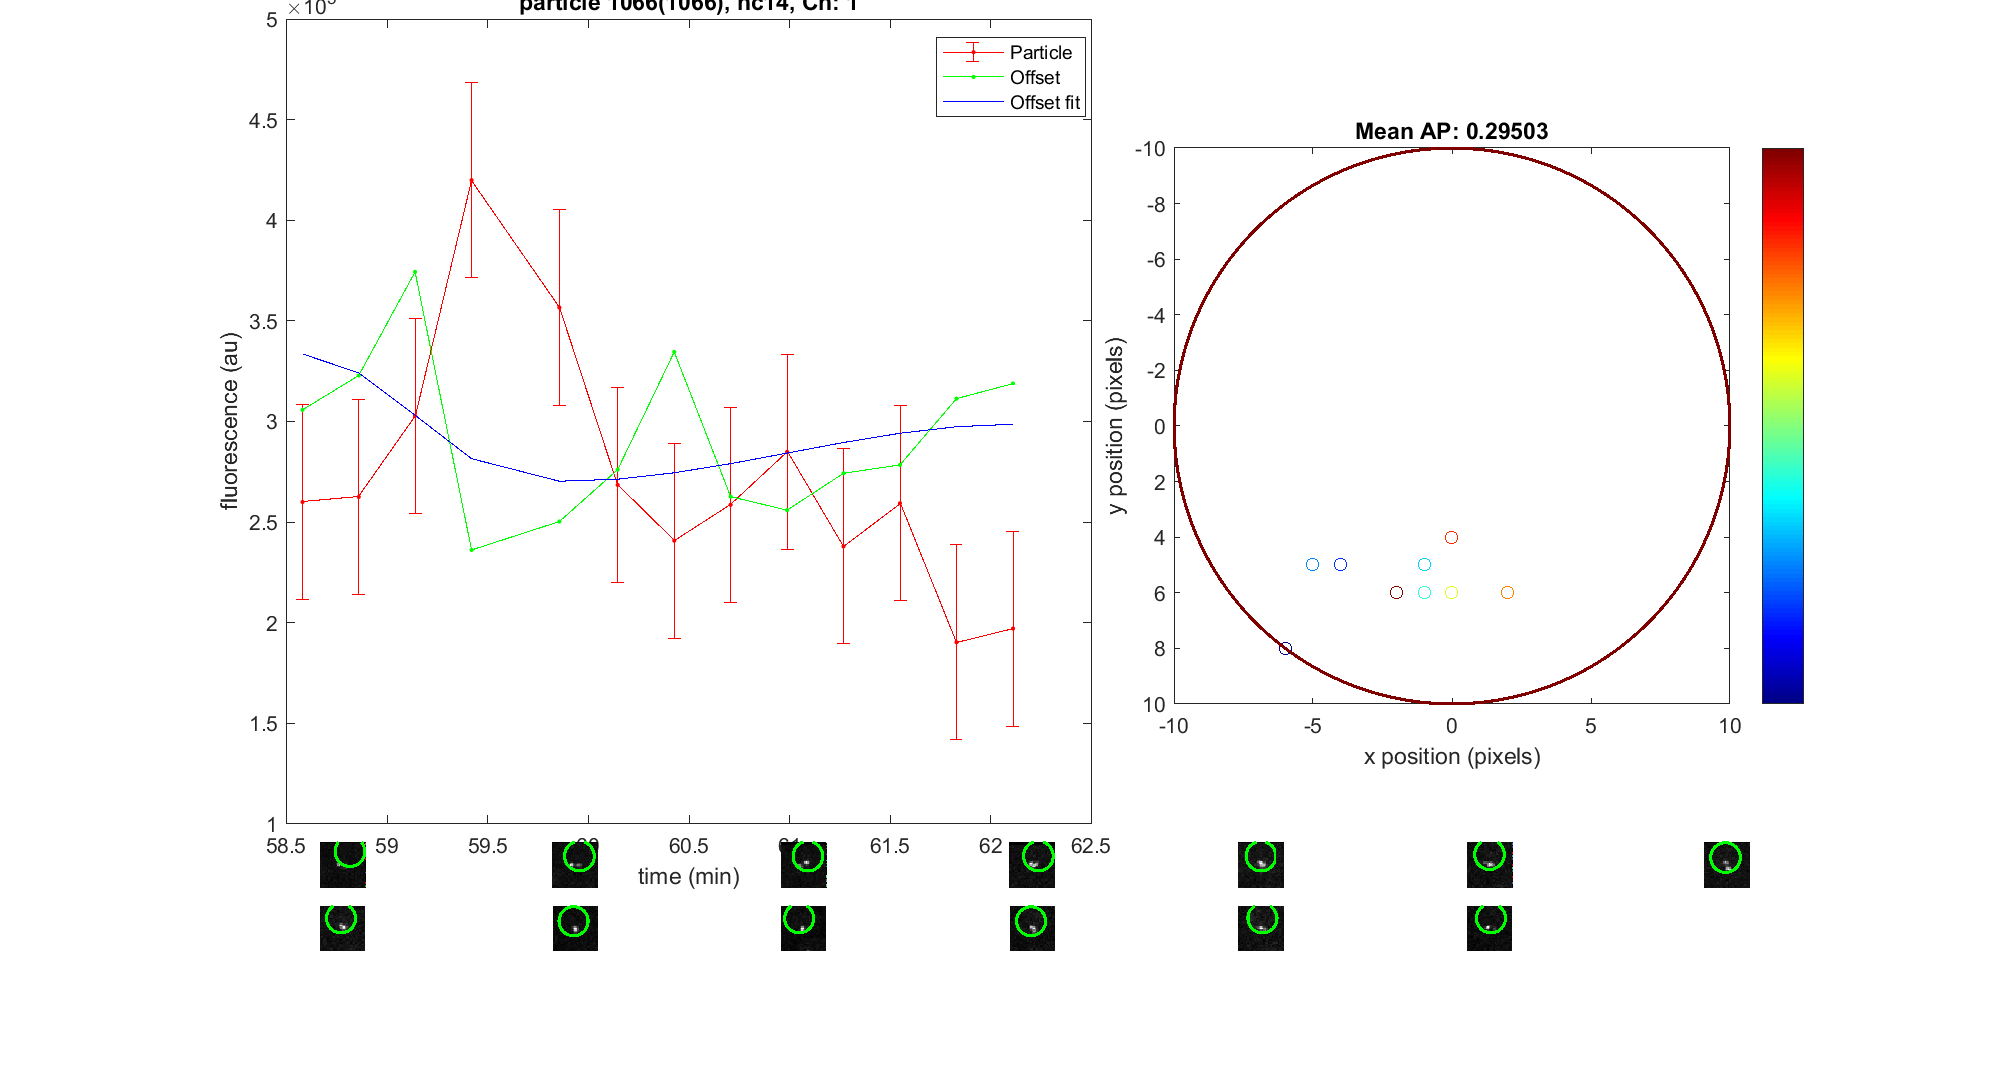 particle 1066(1066), nc14, Ch: 1
5
4.5
4
3.5
3
2.5
2
1.5
1
fluorescence (au)
58.5 59 59.5 60.5 61.5 62 62.5
time (min)
Particle
Offset
Offset fit
Mean AP: 0.29503
-10
-8
-6
-4
-2
0
2
4
6
8
10
y position (pixels)
-10 -5 0 5 10
x position (pixels)